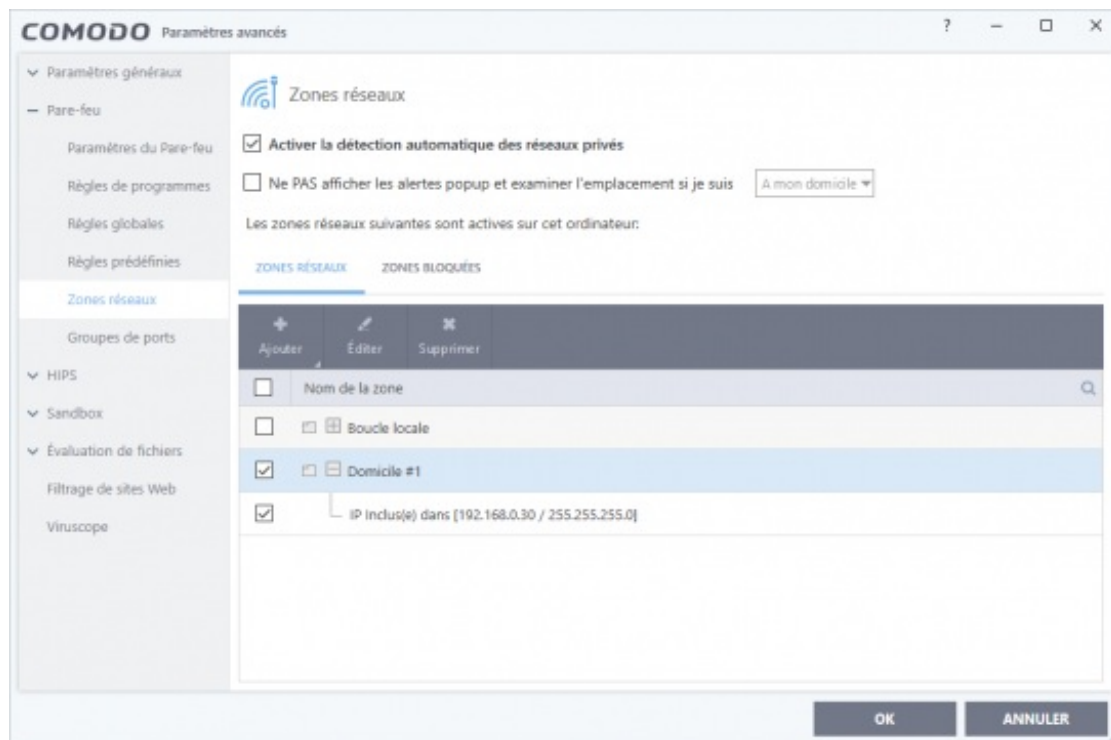 COMODO Paramètres avancés
Paramètres généraux
Pare-feu
Paramètres du Pare-feu
Règles de programmes
Règles globales
Règles prédéfinies
Zones réseaux
Groupes de ports
HIPS
Sandbox
Évaluation de fichiers
Filtrage de sites Web
Viruscope
Zones réseaux
Activer la détection automatique des réseaux privés
Ne PAS afficher les alertes popup et examiner l'emplacement si je suis A mon domicile
Les zones réseaux suivantes sont actives sur cet ordinateur:
ZONES RÉSEAUX ZONES BLOQUÉES
Ajouter Éditer Supprimer
Nom de la zone
Boucle locale
Domicile #1
IP Inclus(e) dans [192.168.0.30 / 255.255.255.0]
OK ANNULER